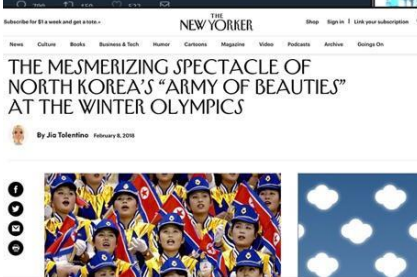 Subscribe for $1 a week and get a tote. »
THE
NEW YORKER
Shop Sign in | Link your subscription
News Culture Books Business & Tech Humor Cartoons Magazine Video Podcasts Archive Goings On
THE MESMERIZING SPECTACLE OF
NORTH KOREA'S “ARMY OF BEAUTIES”
AT THE WINTER OLYMPICS
By Jia Tolentino February 8, 2018